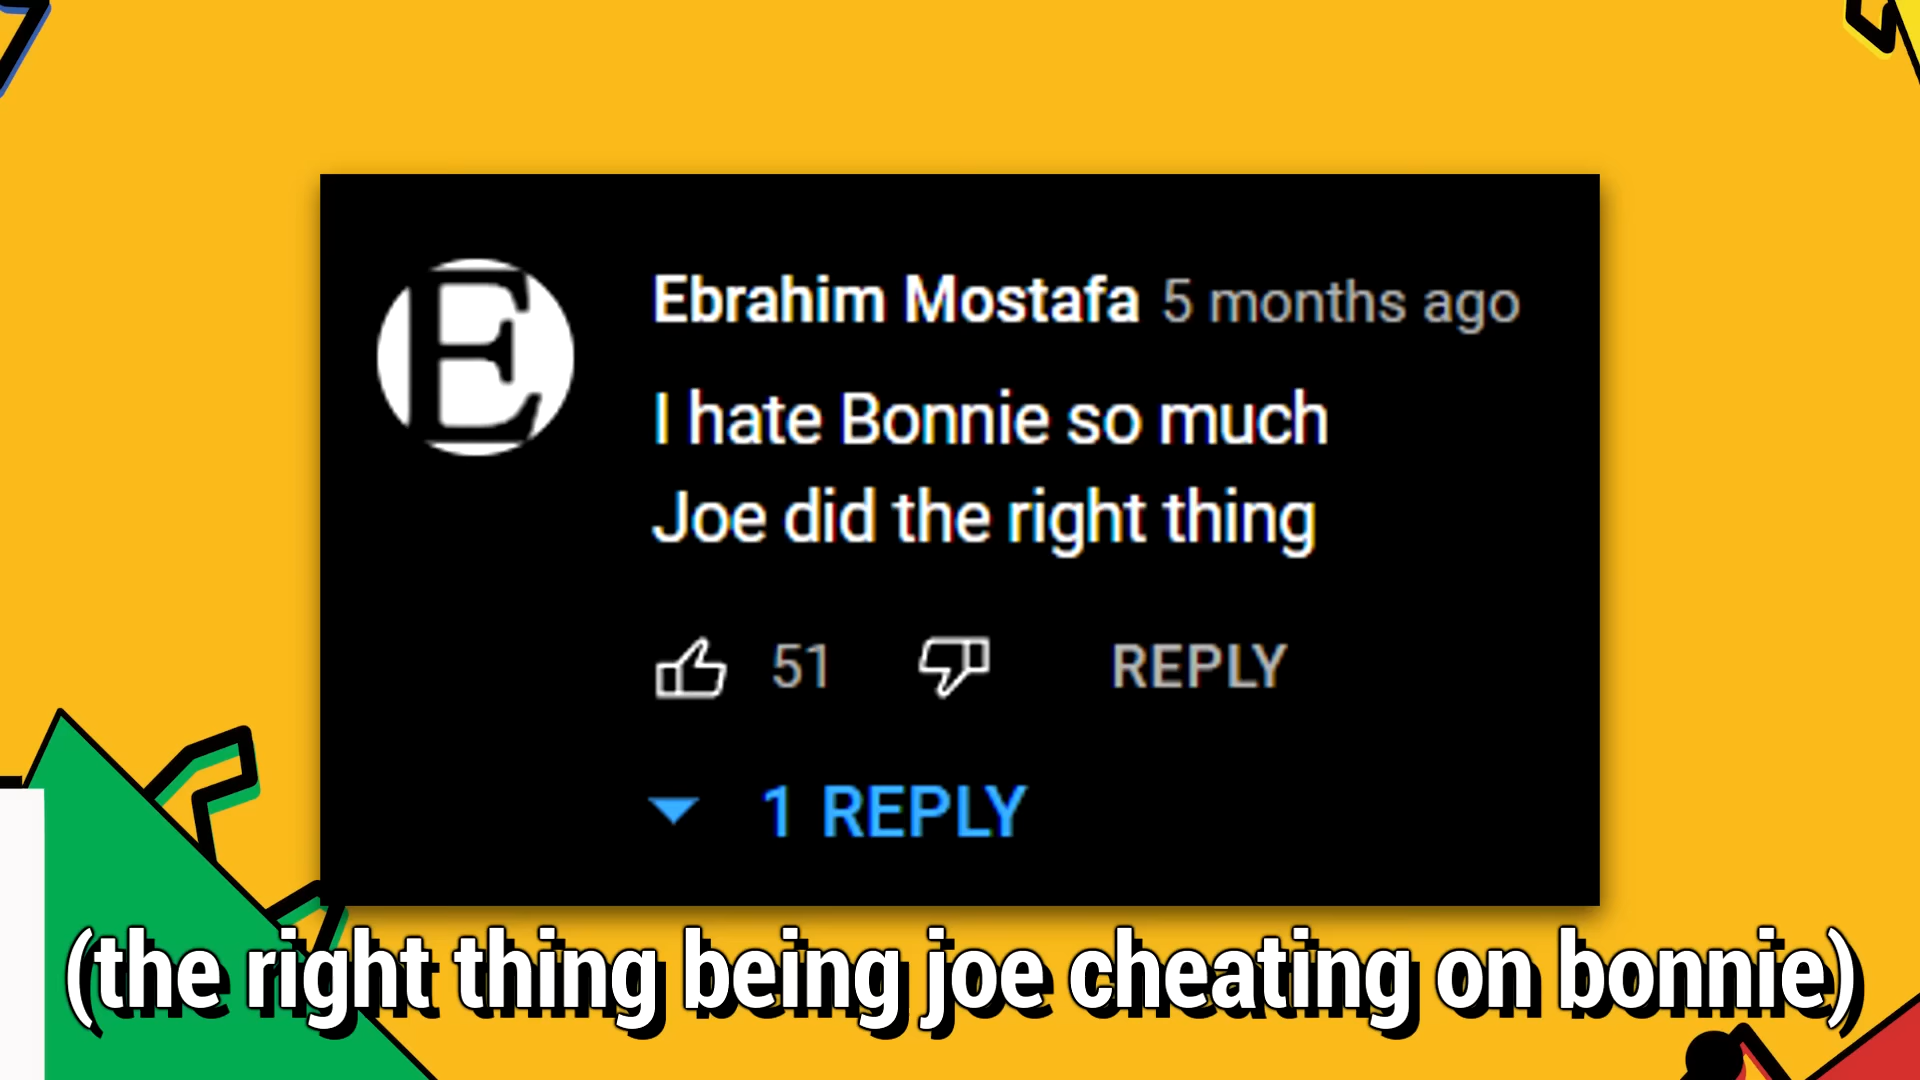 E
Ebrahim Mostafa 5 months ago
I hate Bonnie so much
Joe did the right thing
51 REPLY
1 REPLY
(the right thing being joe cheating on bonnie)